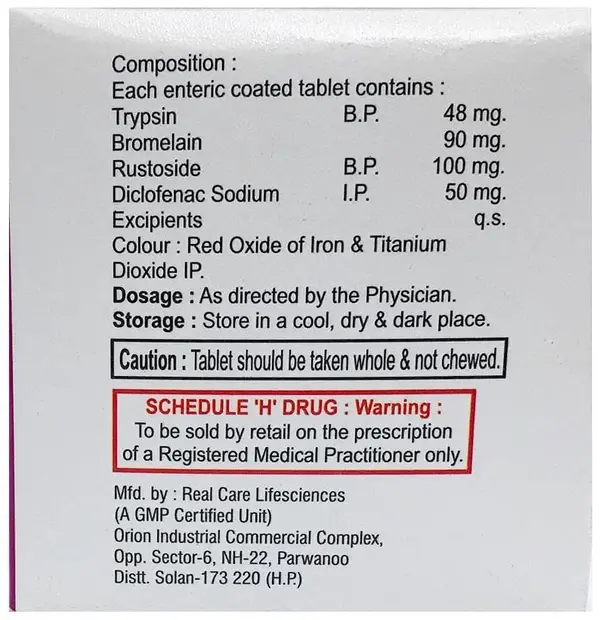 Composition :
Each enteric coated tablet contains :
Trypsin B.P. 48 mg.
Bromelain 90 mg.
Rustoside B.P. 100 mg.
Diclofenac Sodium I.P. 50 mg.
Excipients q.s.
Colour : Red Oxide of Iron & Titanium
Dioxide IP.
Dosage : As directed by the Physician.
Storage : Store in a cool, dry & dark place.
Caution : Tablet should be taken whole & not chewed.
SCHEDULE 'H' DRUG : Warning :
To be sold by retail on the prescription
of a Registered Medical Practitioner only.
Mfd. by : Real Care Lifesciences
(A GMP Certified Unit)
Orion Industrial Commercial Complex,
Opp. Sector-6, NH-22, Parwanoo
Distt. Solan-173 220 (H.P.)